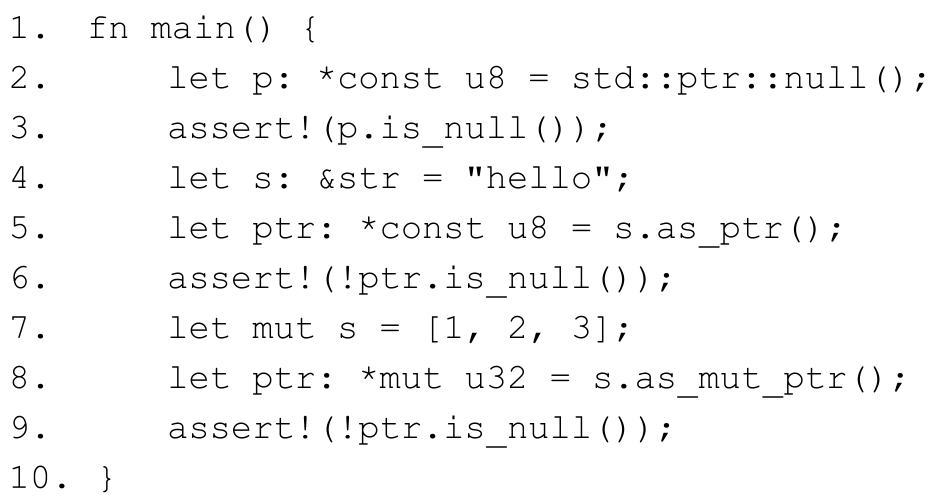 1. fn main() {
2.     let p: *const u8 = std::ptr::null();
3.     assert!(p.is_null());
4.     let s: &str = "hello";
5.     let ptr: *const u8 = s.as_ptr();
6.     assert!(!ptr.is_null());
7.     let mut s = [1, 2, 3];
8.     let ptr: *mut u32 = s.as_mut_ptr();
9.     assert!(!ptr.is_null());
10. }